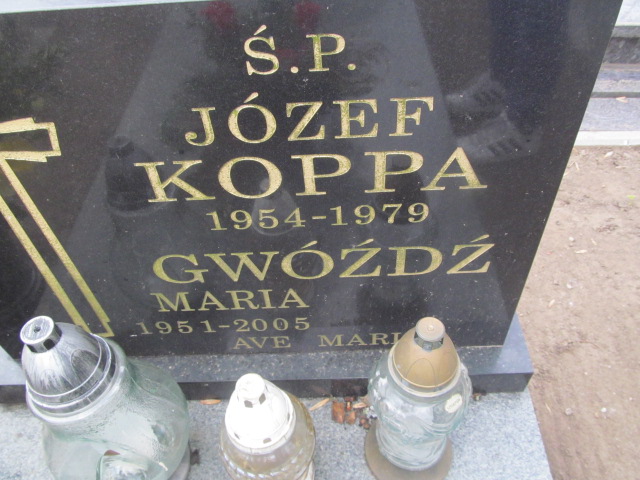 Ś.P.
JÓZEF
KOPPA
1954-1979
GWÓŹDŹ
MARIA
1951-2005
AVE